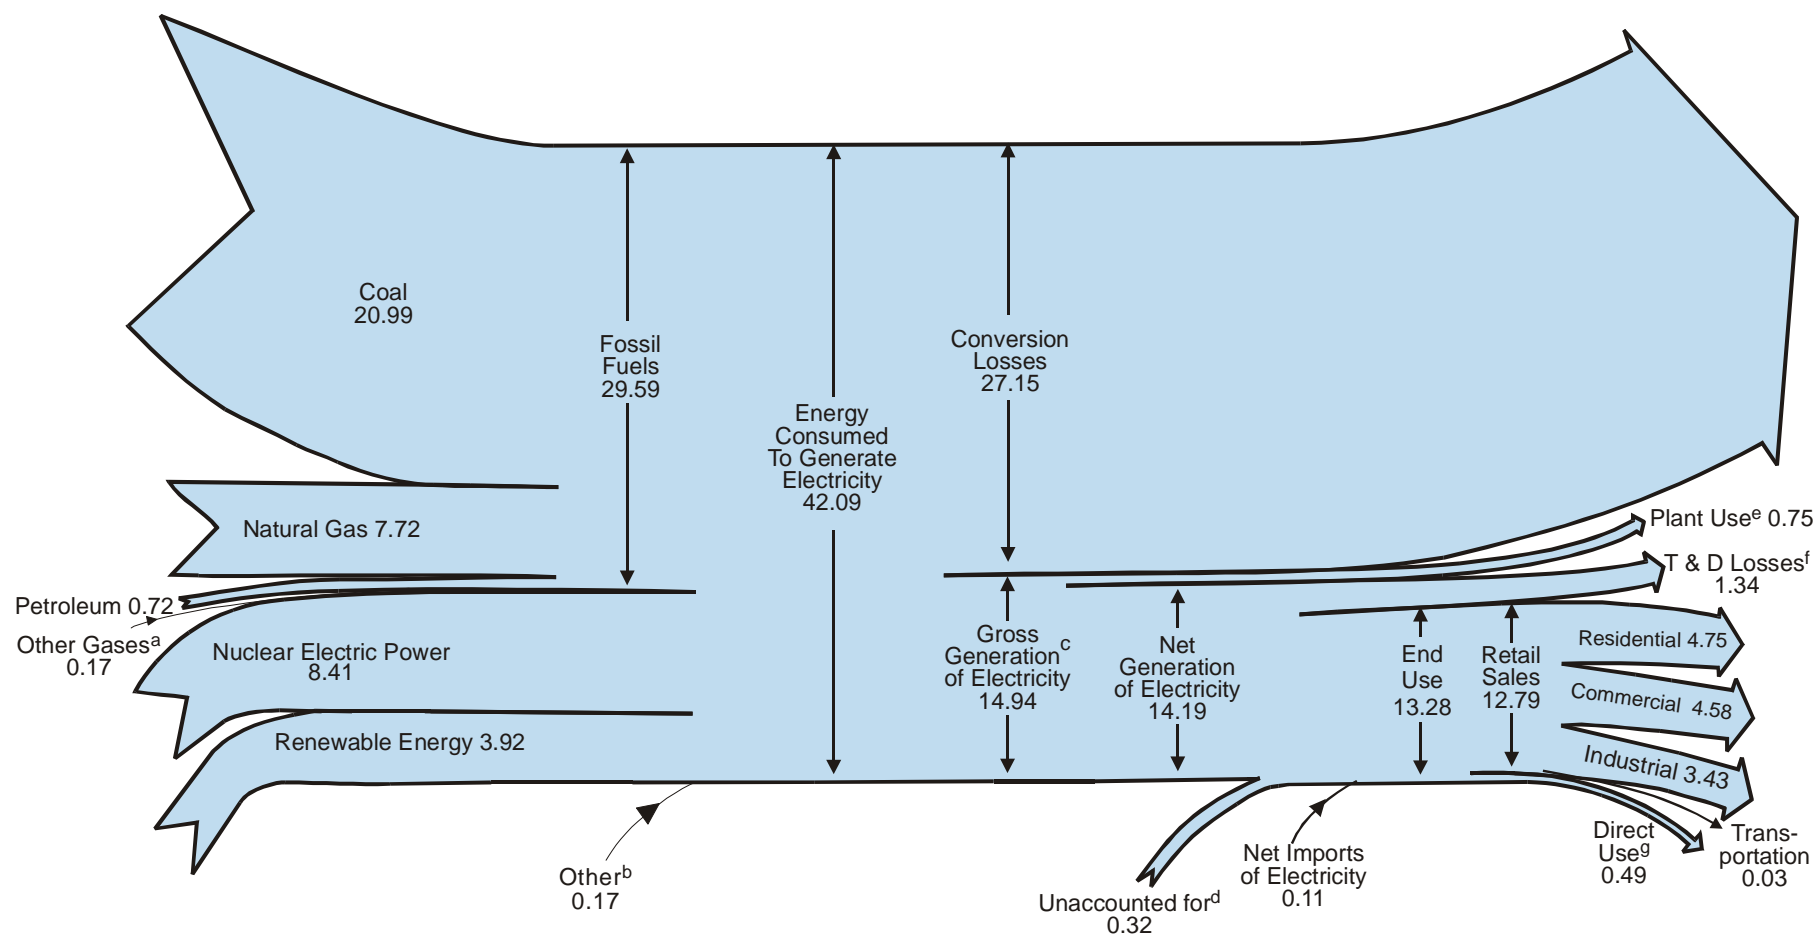 Coal
20.99
Natural Gas 7.72
Petroleum 0.72
Other Gasesᵃ
0.17
Nuclear Electric Power
8.41
Renewable Energy 3.92
Otherᵇ
0.17
Fossil
Fuels
29.59
Energy
Consumed
To Generate
Electricity
42.09
Conversion
Losses
27.15
Gross
Generationᶜ
of Electricity
14.94
Net
Generation
of Electricity
14.19
Unaccounted forᵈ
0.32
Net Imports
of Electricity
0.11
End
Use
13.28
Retail
Sales
12.79
Plant Useᵉ 0.75
T & D Lossesᶠ
1.34
Residential 4.75
Commercial 4.58
Industrial 3.43
Trans-
portation
0.03
Direct
Useᵍ
0.49